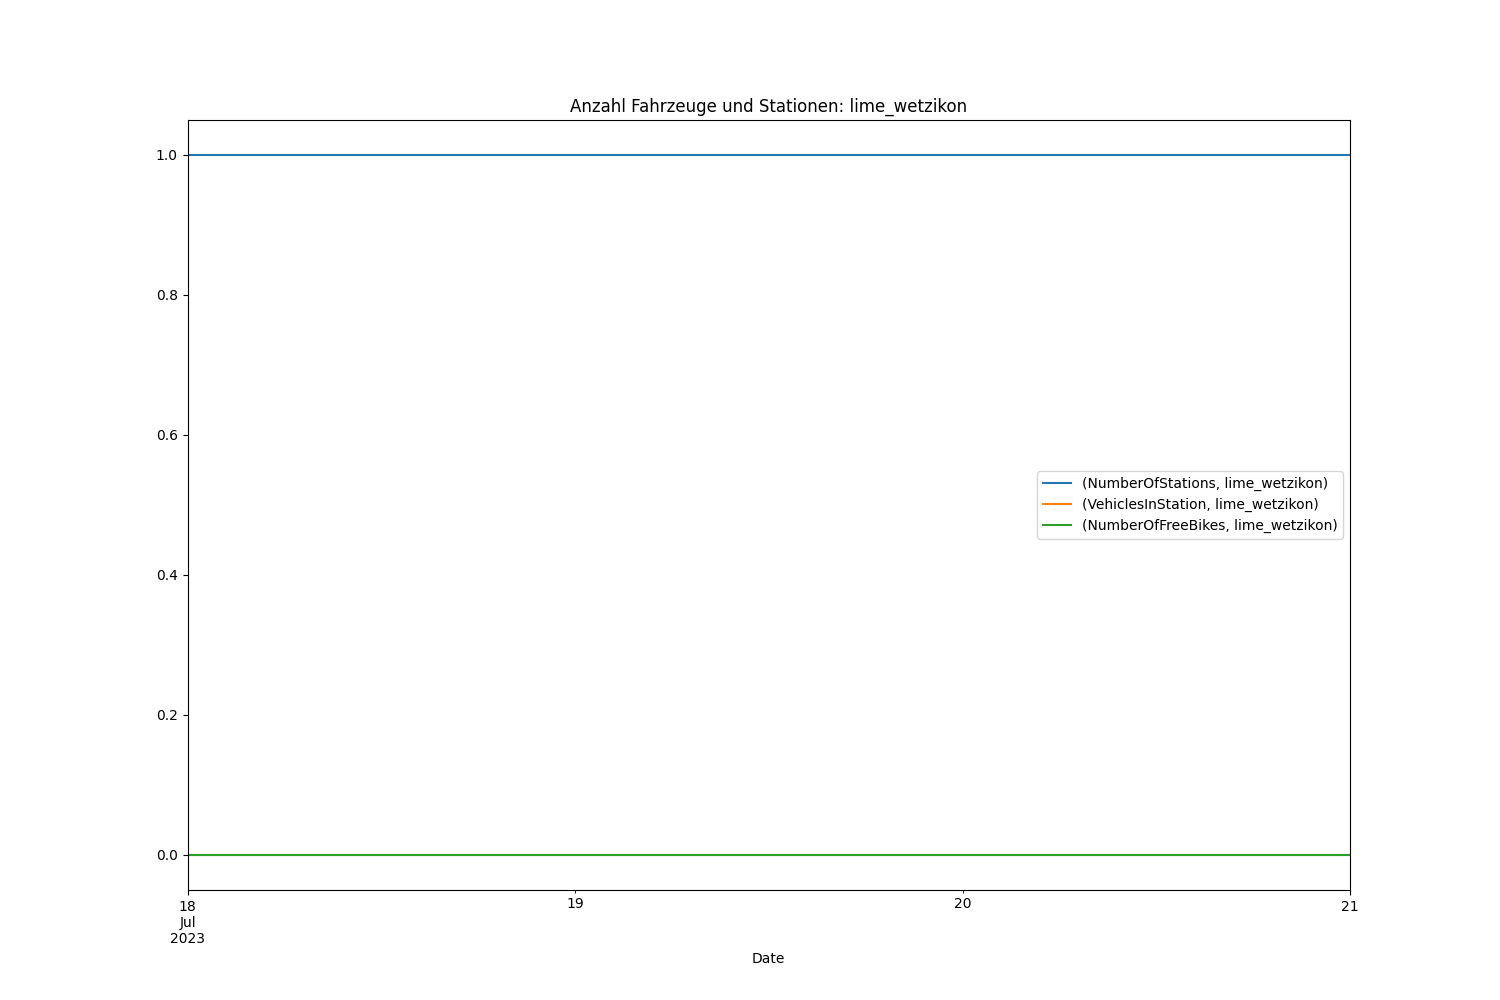 Anzahl Fahrzeuge und Stationen: lime_wetzikon
1.0
0.8
0.6
0.4
0.2
0.0
(NumberOfStations, lime_wetzikon)
(VehiclesInStation, lime_wetzikon)
(NumberOfFreeBikes, lime_wetzikon)
18 19 20 21
Jul
2023
Date